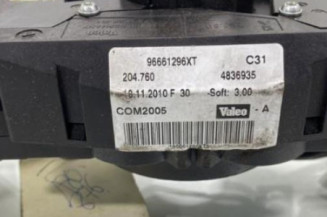 96661296XT C31
204.760 4836935
19.11.2010 F 30 Soft: 3.00
COM2005 Valeo - A